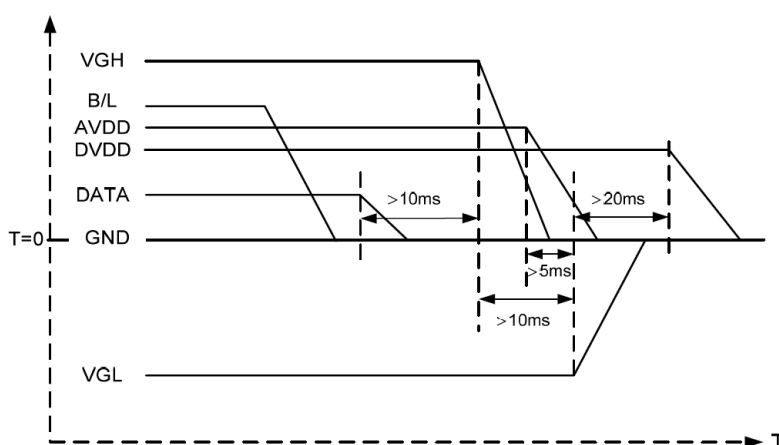 VGH
B/L
AVDD
DVDD
DATA
>10ms
>20ms
T=0
GND
>5ms
>10ms
VGL
T